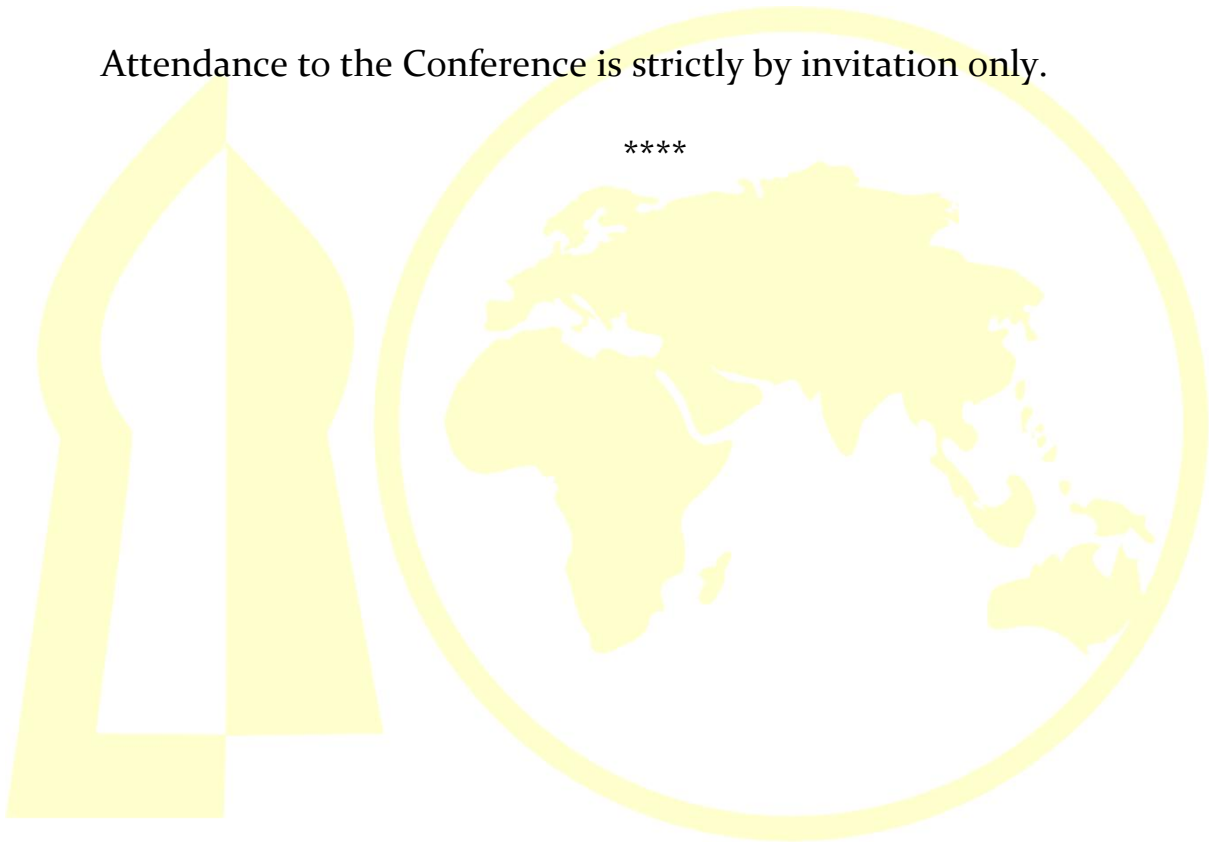 Attendance to the Conference is strictly by invitation only.
****